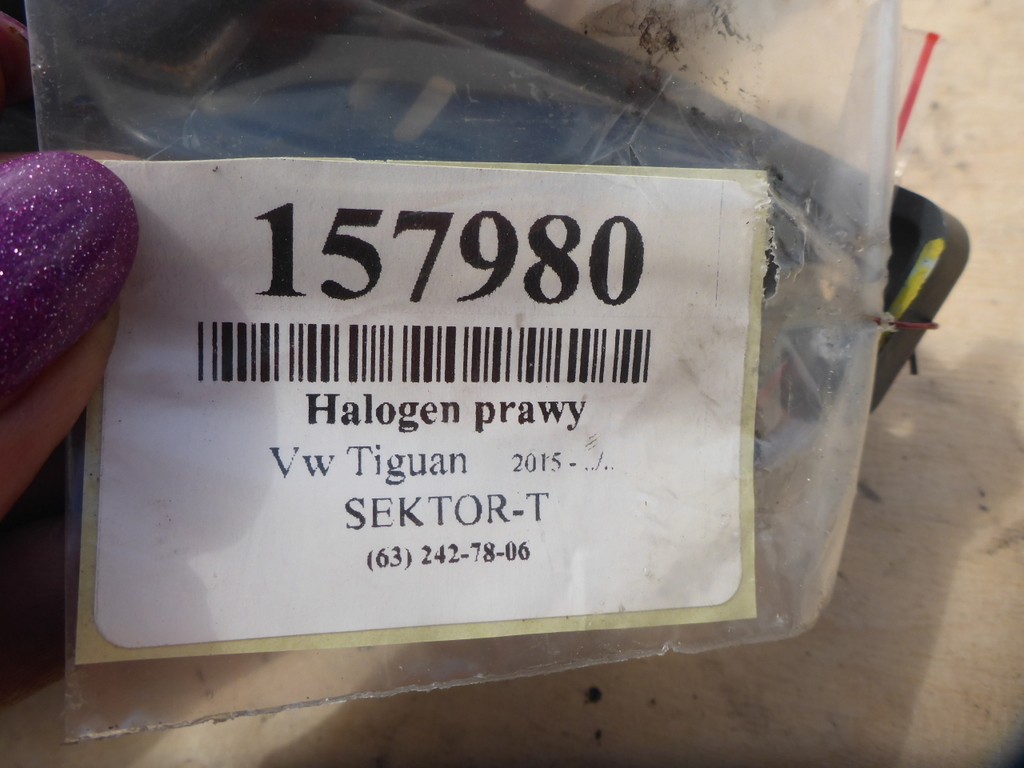 157980
Halogen prawy
Vw Tiguan 2015 - ../..
SEKTOR-T
(63) 242-78-06